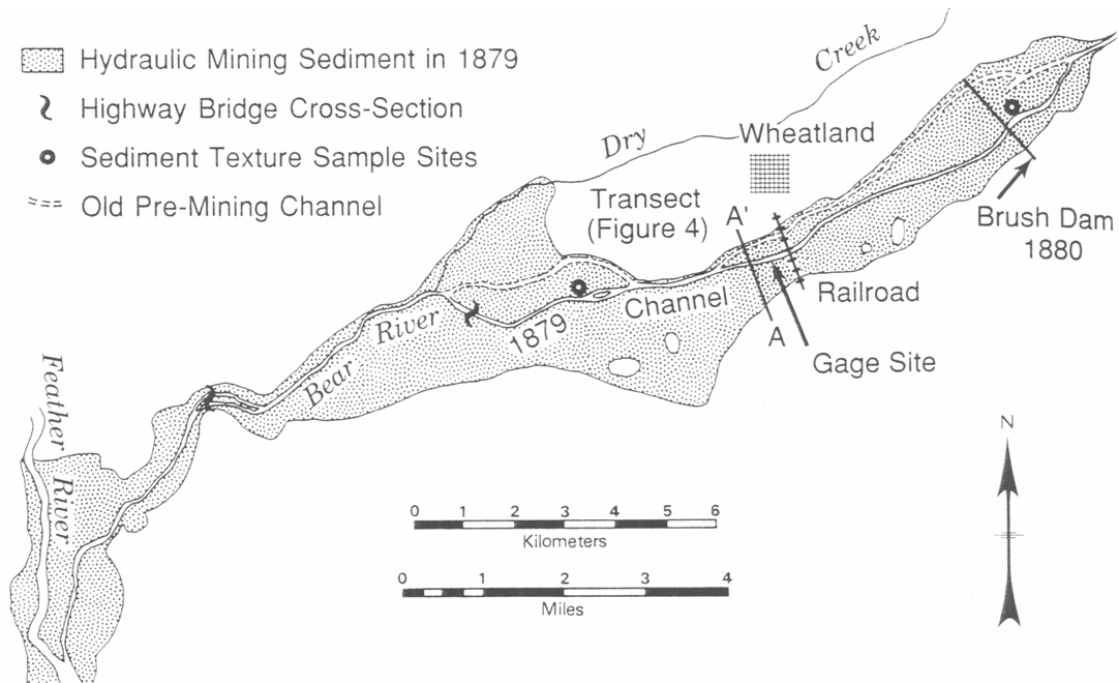 Hydraulic Mining Sediment in 1879
Highway Bridge Cross-Section
Sediment Texture Sample Sites
Old Pre-Mining Channel
Creek
Dry
Wheatland
Transect
(Figure 4)
A'
Brush Dam
1880
Railroad
Channel
1879
A
Gage Site
River
Bear
Feather
River
N
0 1 2 3 4 5 6
Kilometers
0 1 2 3 4
Miles